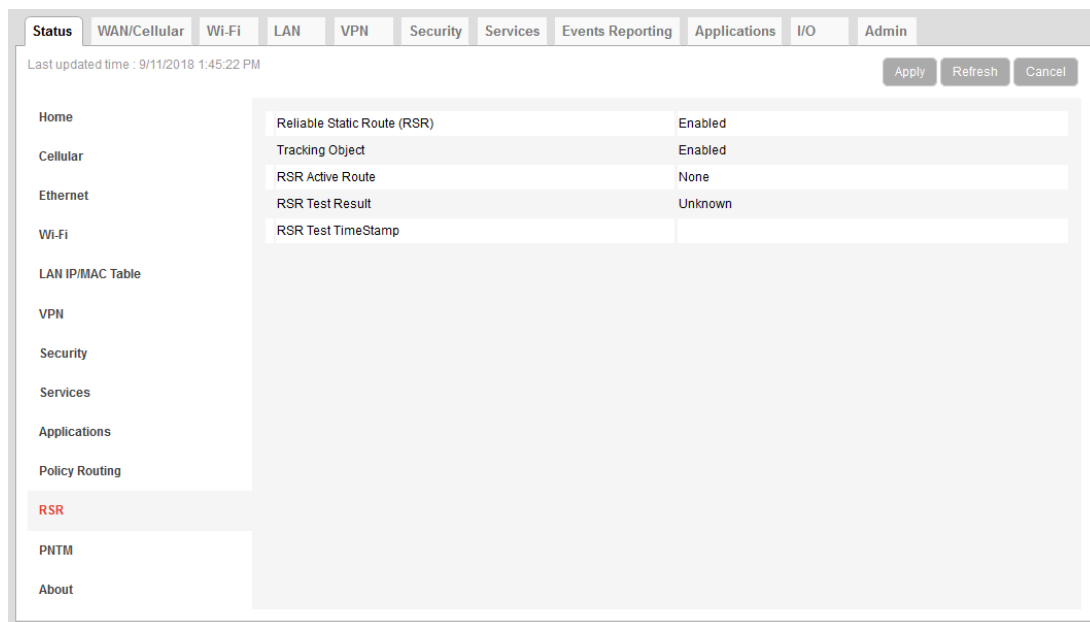 Status WAN/Cellular Wi-Fi LAN VPN Security Services Events Reporting Applications I/O Admin
Last updated time : 9/11/2018 1:45:22 PM
Apply Refresh Cancel
Home
Cellular
Ethernet
Wi-Fi
LAN IP/MAC Table
VPN
Security
Services
Applications
Policy Routing
RSR
PNTM
About
Reliable Static Route (RSR) Enabled
Tracking Object Enabled
RSR Active Route None
RSR Test Result Unknown
RSR Test TimeStamp